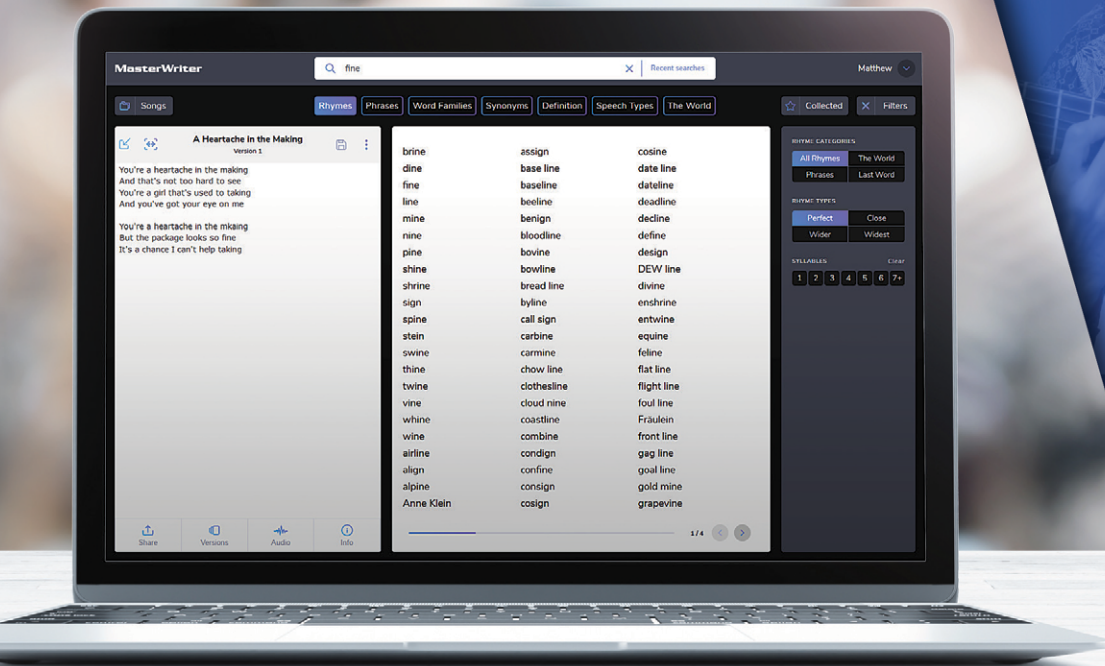 MasterWriter
fine
Recent searches
Matthew
Songs
Rhymes
Phrases
Word Families
Synonyms
Definition
Speech Types
The World
Collected
Filters
A Heartache in the Making
Version 1
You're a heartache in the making
And that's not too hard to see
You're a girl that's used to taking
And you've got your eye on me
You're a heartache in the mkaing
But the package looks so fine
It's a chance I can't help taking
Share
Versions
Audio
Info
brine
dine
fine
line
mine
nine
pine
shine
shrine
sign
spine
stein
swine
thine
twine
vine
whine
wine
airline
align
alpine
Anne Klein
assign
base line
baseline
beeline
benign
bloodline
bovine
bowline
bread line
byline
call sign
carbine
carmine
chow line
clothesline
cloud nine
coastline
combine
condign
confine
consign
cosign
cosine
date line
dateline
deadline
decline
define
design
DEW line
divine
enshrine
entwine
equine
feline
flat line
flight line
foul line
Fräulein
front line
gag line
goal line
gold mine
grapevine
1/4
RHYME CATEGORIES
All Rhymes
The World
Phrases
Last Word
RHYME TYPES
Perfect
Close
Wider
Widest
SYLLABLES
Clear
1 2 3 4 5 6 7+